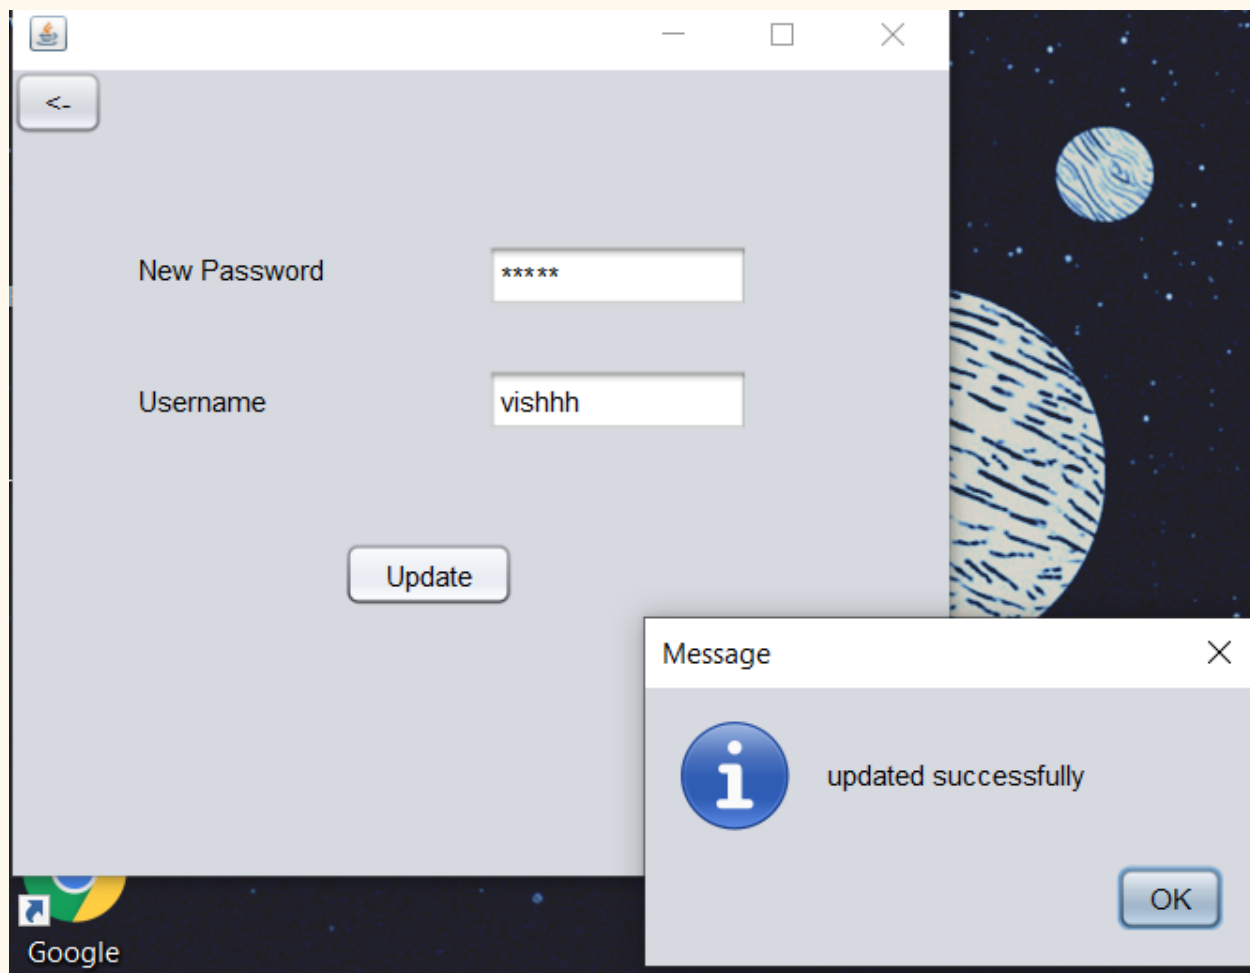 <-
New Password
*****
Username
vishhh
Update
Message
updated successfully
OK
Google